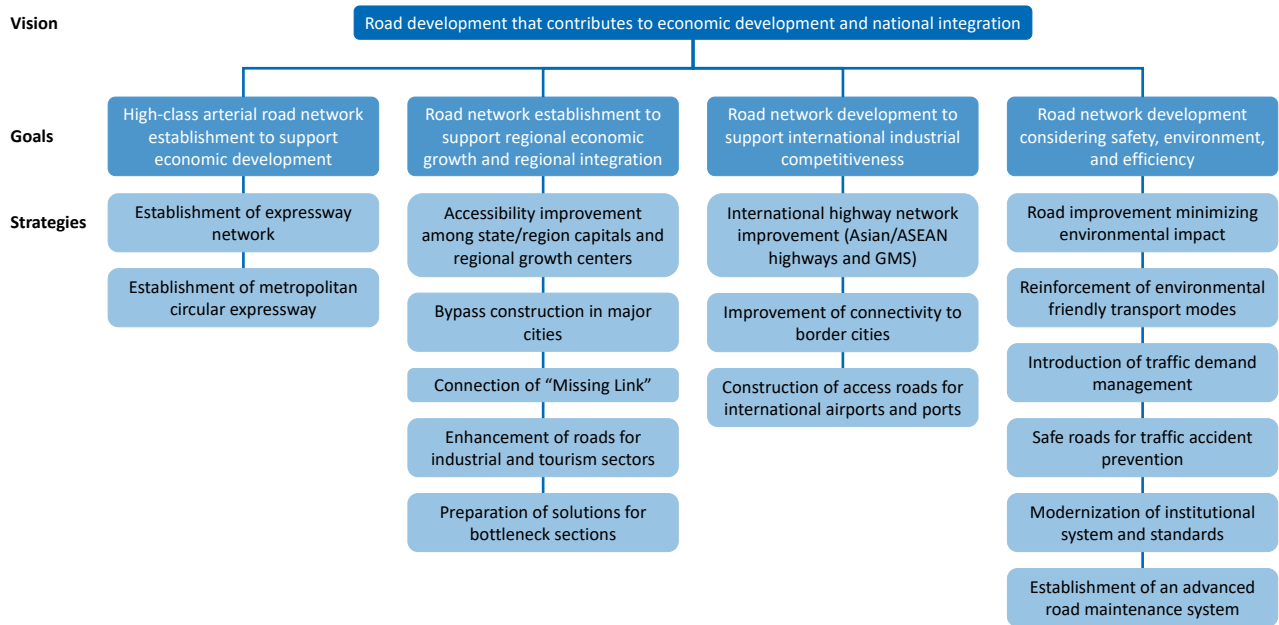 Vision
Road development that contributes to economic development and national integration
Goals
High-class arterial road network
establishment to support
economic development
Road network establishment to
support regional economic
growth and regional integration
Road network development to
support international industrial
competitiveness
Road network development
considering safety, environment,
and efficiency
Strategies
Establishment of expressway
network
Establishment of metropolitan
circular expressway
Accessibility improvement
among state/region capitals and
regional growth centers
Bypass construction in major
cities
Connection of “Missing Link”
Enhancement of roads for
industrial and tourism sectors
Preparation of solutions for
bottleneck sections
International highway network
improvement (Asian/ASEAN
highways and GMS)
Improvement of connectivity to
border cities
Construction of access roads for
international airports and ports
Road improvement minimizing
environmental impact
Reinforcement of environmental
friendly transport modes
Introduction of traffic demand
management
Safe roads for traffic accident
prevention
Modernization of institutional
system and standards
Establishment of an advanced
road maintenance system